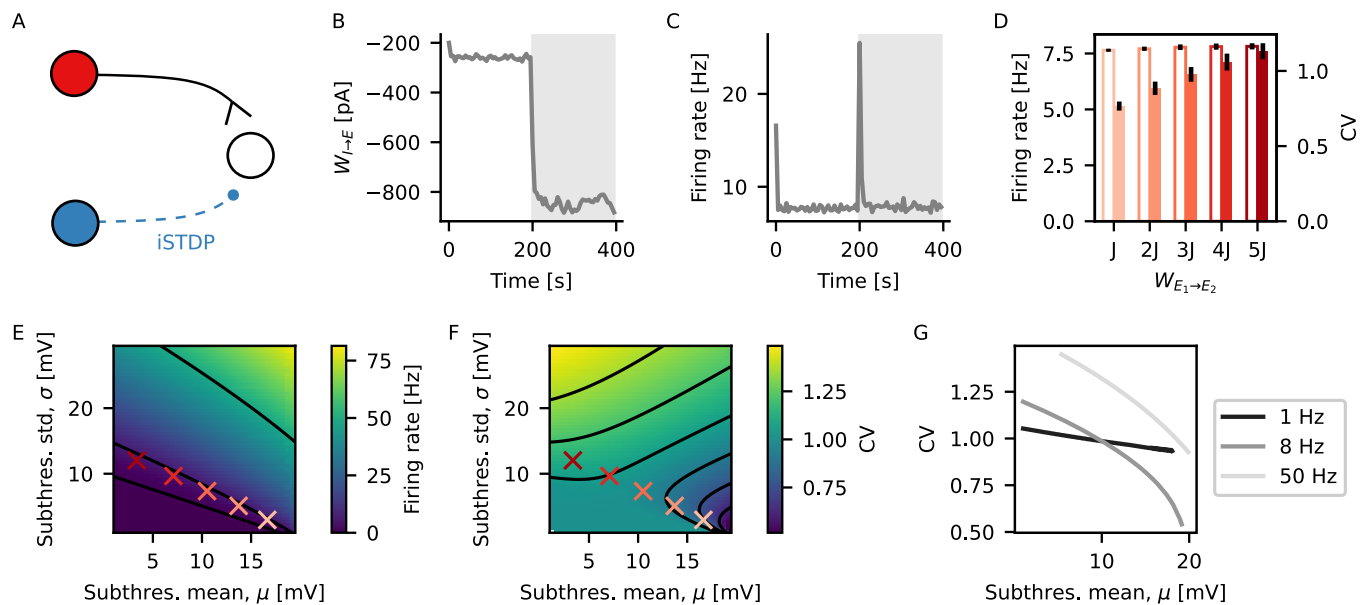 A
iSTDP
B
W_{I→E} [pA]
−200
−400
−600
−800
0
200
400
Time [s]
C
Firing rate [Hz]
20
10
0
200
400
Time [s]
D
Firing rate [Hz]
7.5
5.0
2.5
0.0
1.0
0.5
0.0
CV
J
2J
3J
4J
5J
W_{E_1→E_2}
E
Subthres. std, σ [mV]
20
10
5
10
15
Subthres. mean, μ [mV]
75
50
25
0
Firing rate [Hz]
F
Subthres. std, σ [mV]
20
10
5
10
15
Subthres. mean, μ [mV]
1.25
1.00
0.75
CV
G
CV
1.25
1.00
0.75
0.50
10
20
Subthres. mean, μ [mV]
1 Hz
8 Hz
50 Hz